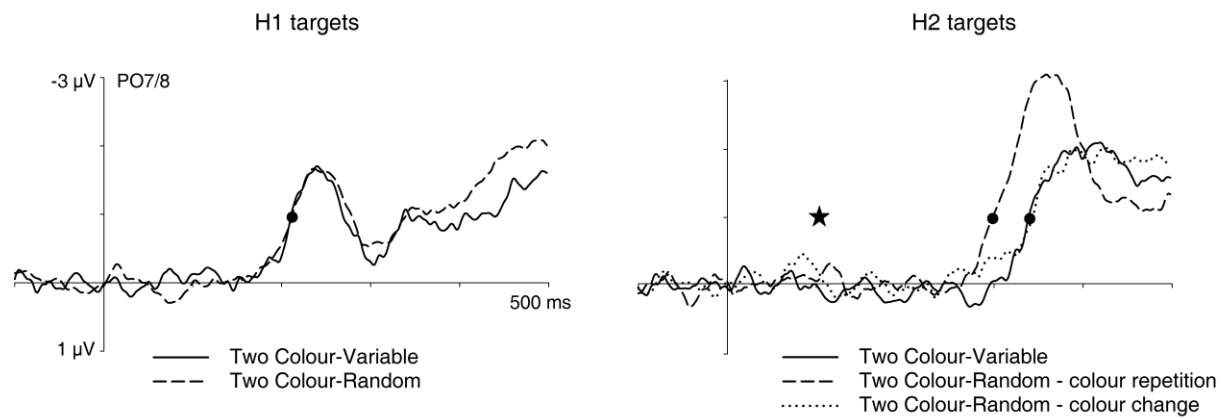 H1 targets
-3 µV
PO7/8
500 ms
1 µV
Two Colour-Variable
Two Colour-Random
H2 targets
Two Colour-Variable
Two Colour-Random - colour repetition
Two Colour-Random - colour change